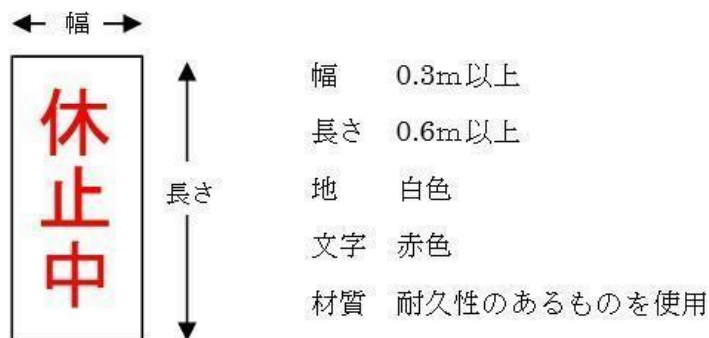 幅
休止中
長さ
幅 0.3m以上
長さ 0.6m以上
地 白色
文字 赤色
材質 耐久性のあるものを使用